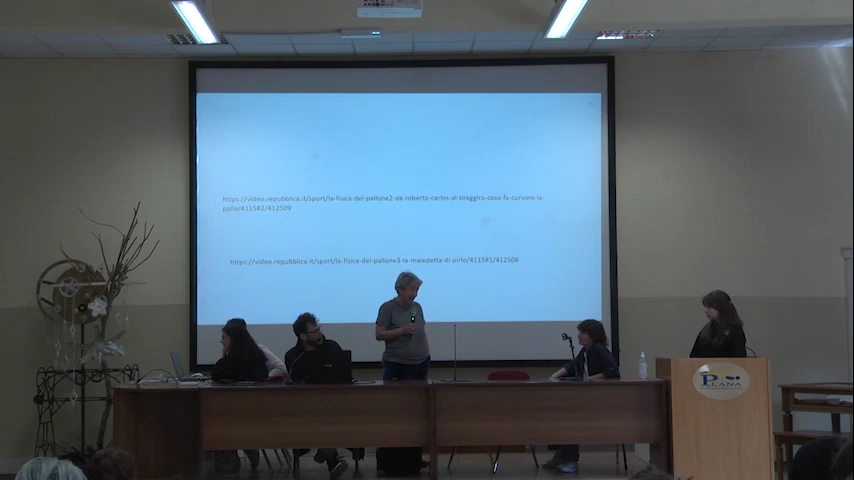 https://video.repubblica.it/sport/la-fisica-del-pallone2-da-roberto-carlos-al-tiraggiro-cosa-fa-curvare-la-
palla/411582/412509
https://video.repubblica.it/sport/la-fisica-del-pallone3-la-maledetta-di-pirlo/411581/412508
PLANA